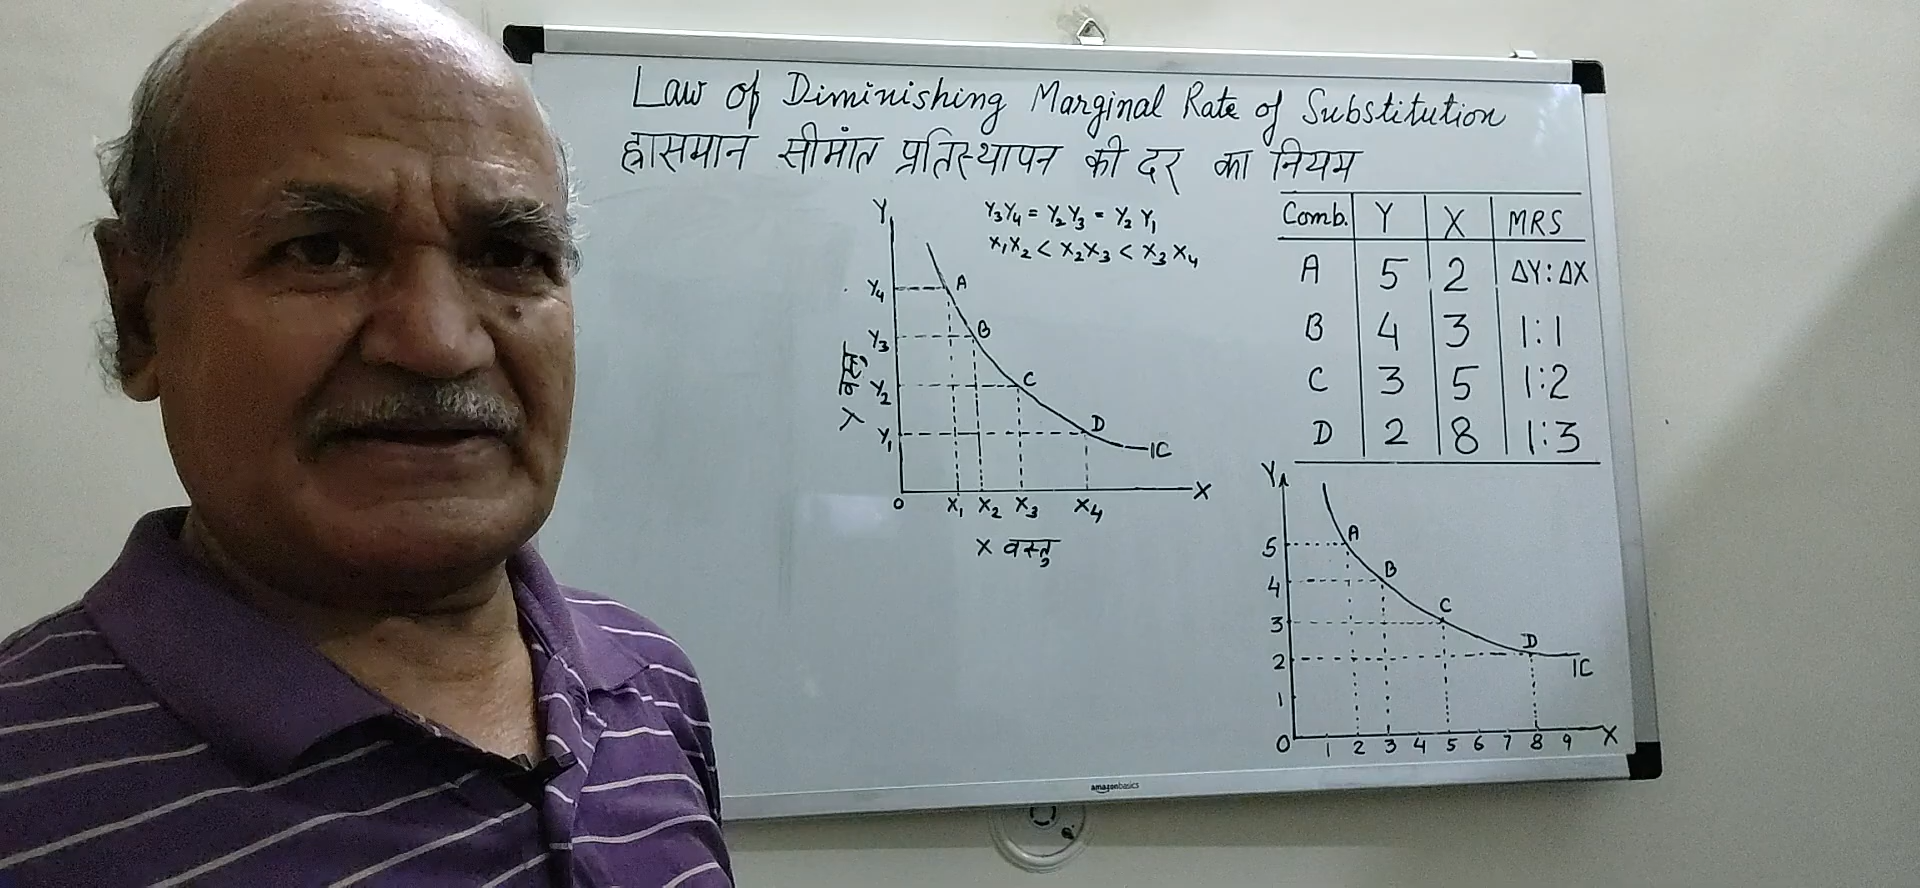 Law of Diminishing Marginal Rate of Substitution
ह्रासमान सीमांत प्रतिस्थापन की दर का नियम
Y
Y₃Y₄ = Y₂Y₃ = Y₂Y₁
X₁X₂ < X₂X₃ < X₃X₄
Y₄ A
Y₃ B
Y₂ C
Y₁ D
IC
Y वस्तु
0 X₁ X₂ X₃ X₄ X
X वस्तु
Comb. Y X MRS
A 5 2 ΔY:ΔX
B 4 3 1:1
C 3 5 1:2
D 2 8 1:3
Y
5 A
4 B
3 C
2 D
IC
1
0 1 2 3 4 5 6 7 8 9 X
amazonbasics